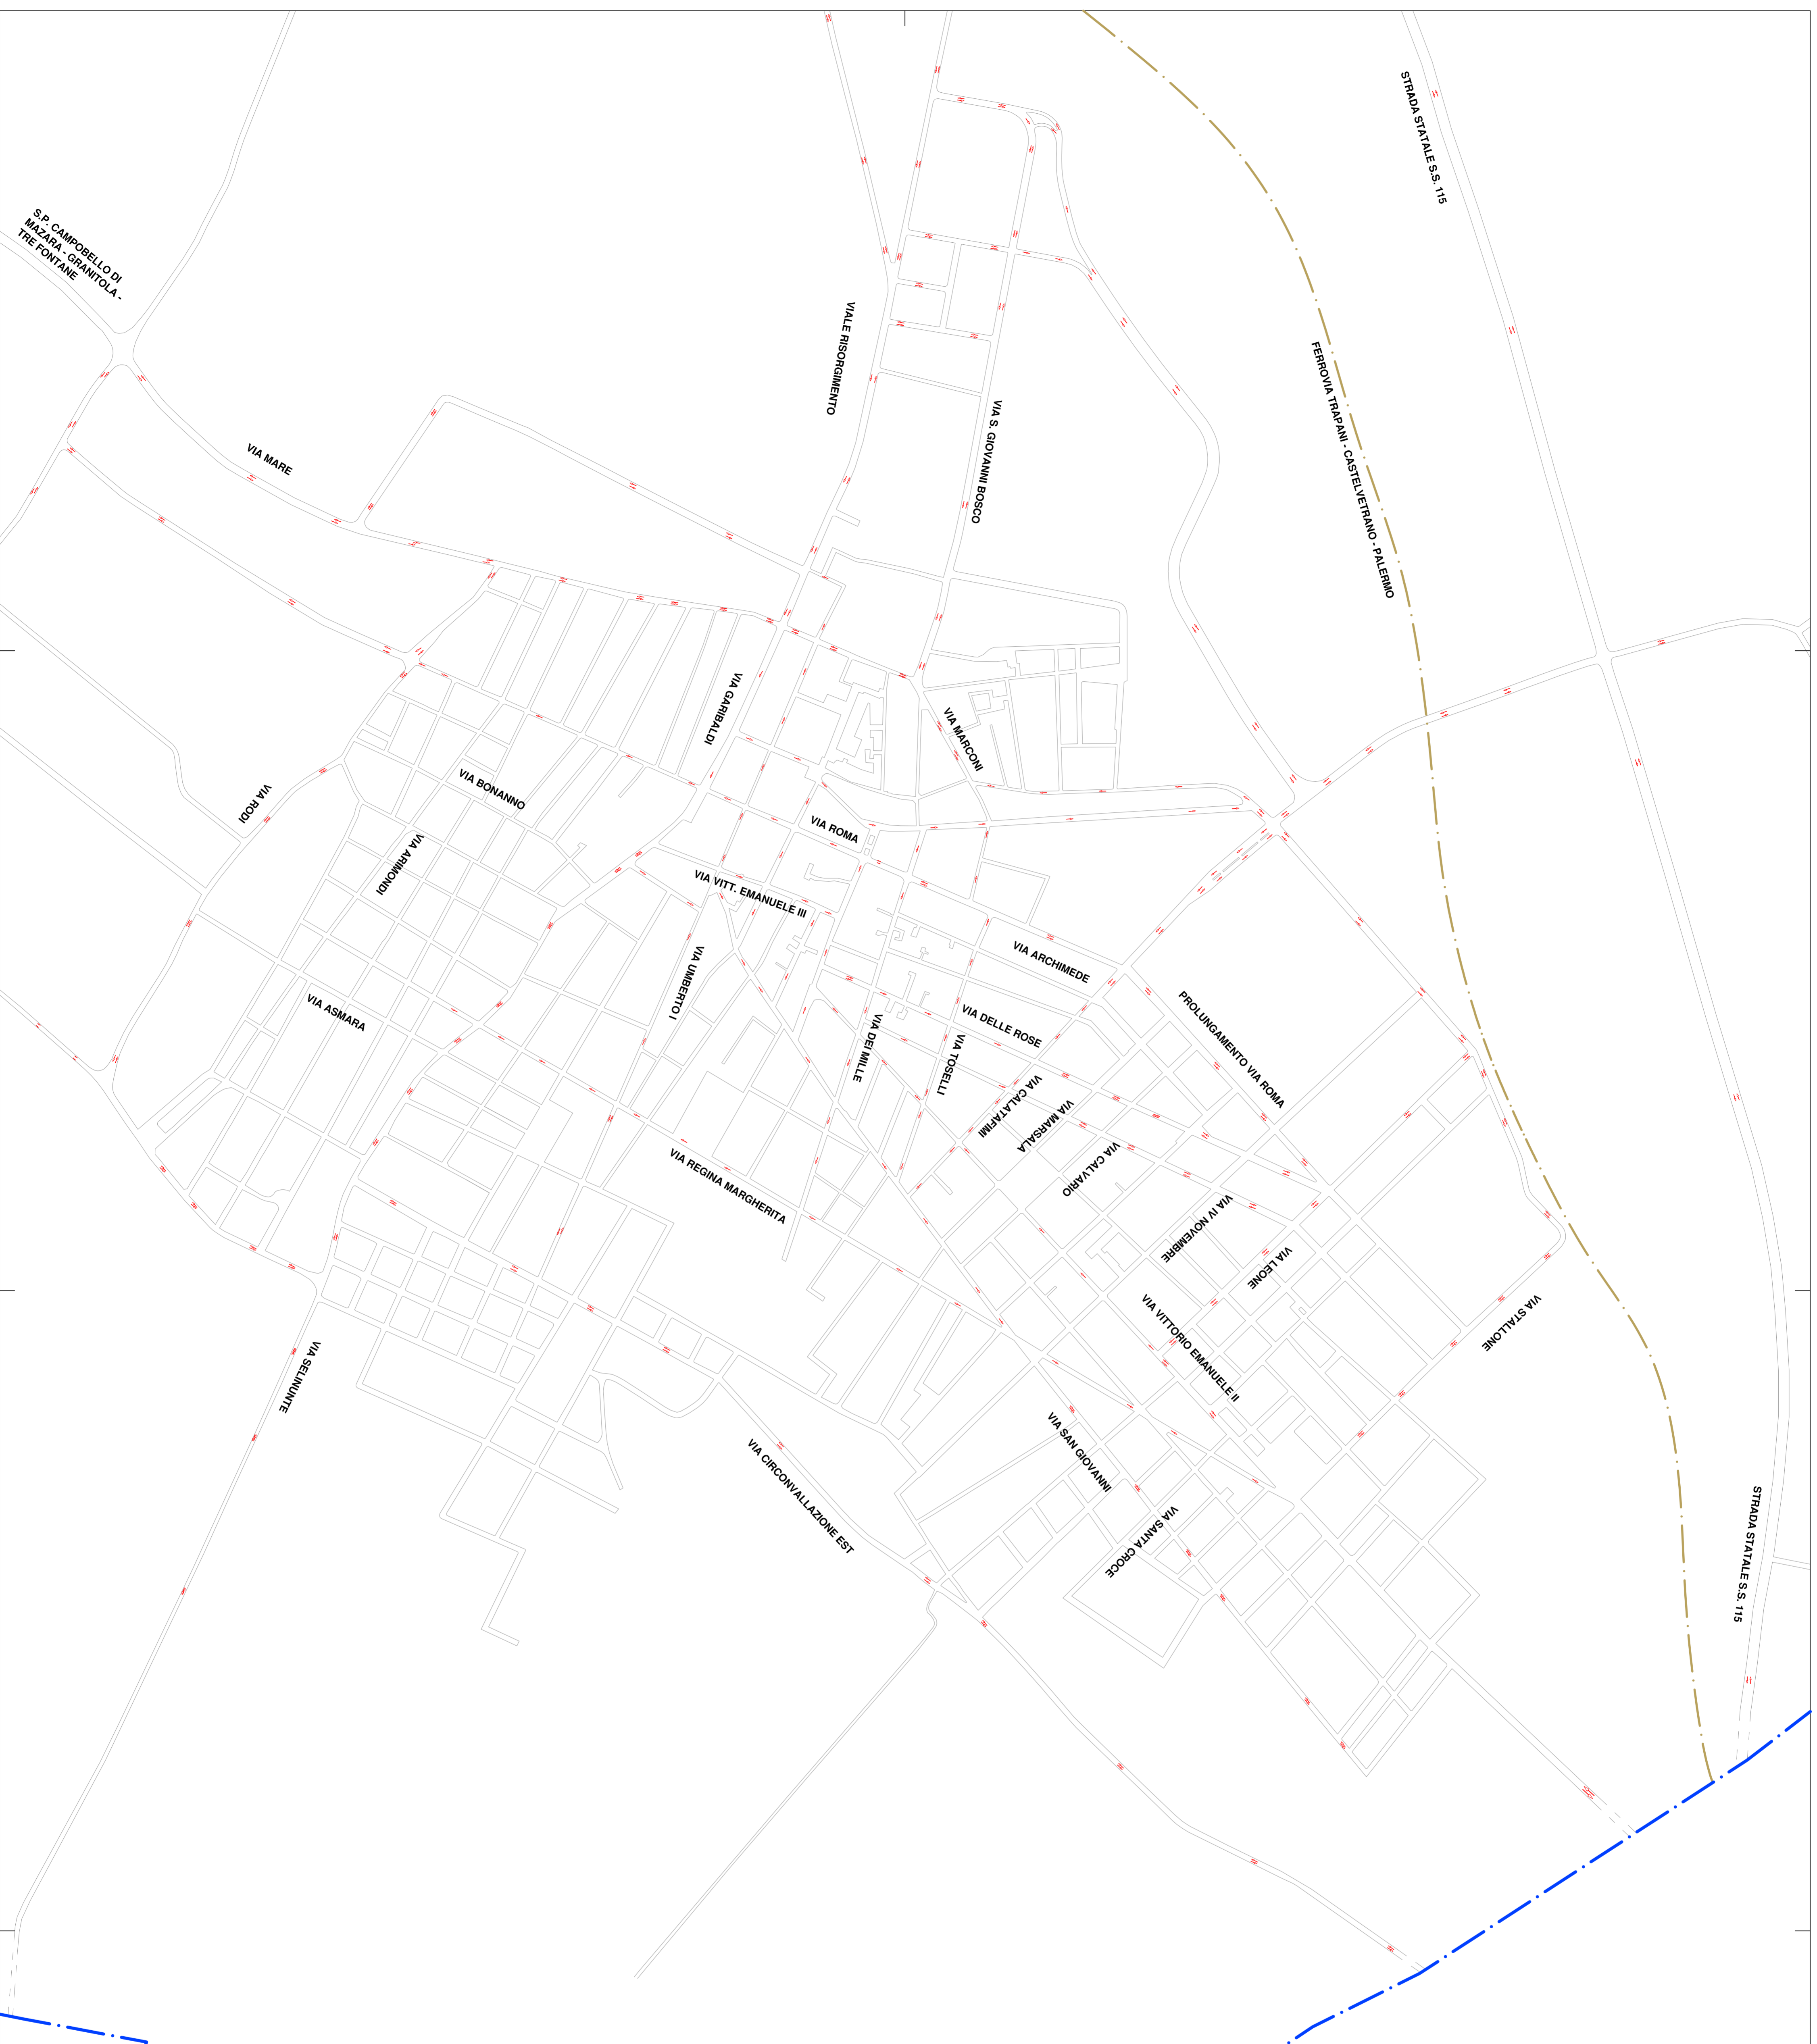 STRADA STATALE S.S. 115
S.P. CAMPOBELLO DI
MAZARA - GRANITOLA -
TRE FONTANE
VIALE RISORGIMENTO
FERROVIA TRAPANI - CASTELVETRANO - PALERMO
VIA S. GIOVANNI BOSCO
VIA MARE
VIA GARIBALDI
VIA MARCONI
VIA BONANNO
VIA RODI
VIA ROMA
VIA ARIMONDI
VIA VITT. EMANUELE III
VIA ARCHIMEDE
VIA UMBERTO I
VIA ASMARA
PROLUNGAMENTO VIA ROMA
VIA DELLE ROSE
VIA DEI MILLE
VIA TOSELLI
VIA CALATAFIMI
VIA MARSALA
VIA CALVARIO
VIA REGINA MARGHERITA
VIA IV NOVEMBRE
VIA LEONE
VIA STALLONE
VIA VITTORIO EMANUELE II
VIA SELINUNTE
VIA SAN GIOVANNI
VIA CIRCONVALLAZIONE EST
VIA SANTA CROCE
STRADA STATALE S.S. 115